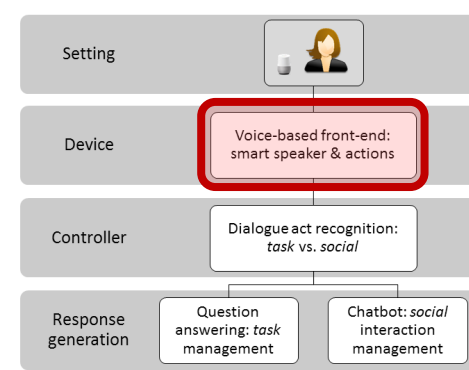 Setting
Device
Voice-based front-end:
smart speaker & actions
Controller
Dialogue act recognition:
task vs. social
Response
generation
Question
answering: task
management
Chatbot: social
interaction
management